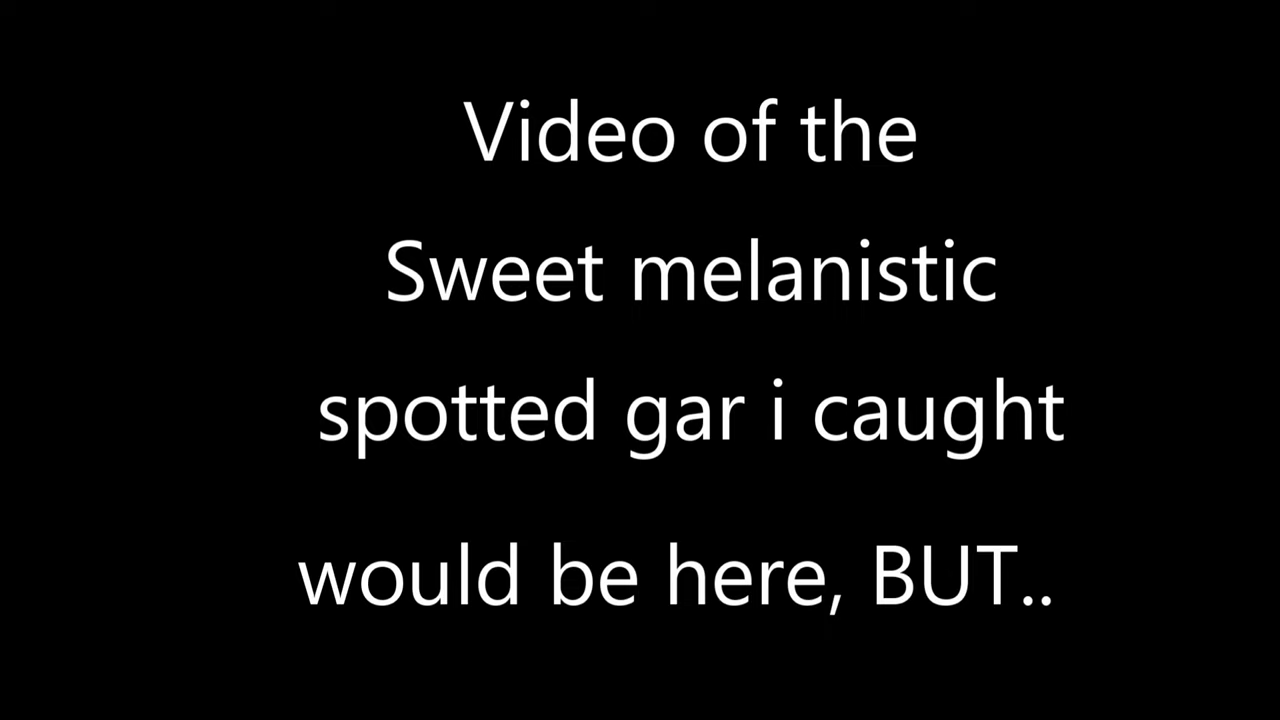 Video of the
Sweet melanistic
spotted gar i caught
would be here, BUT..